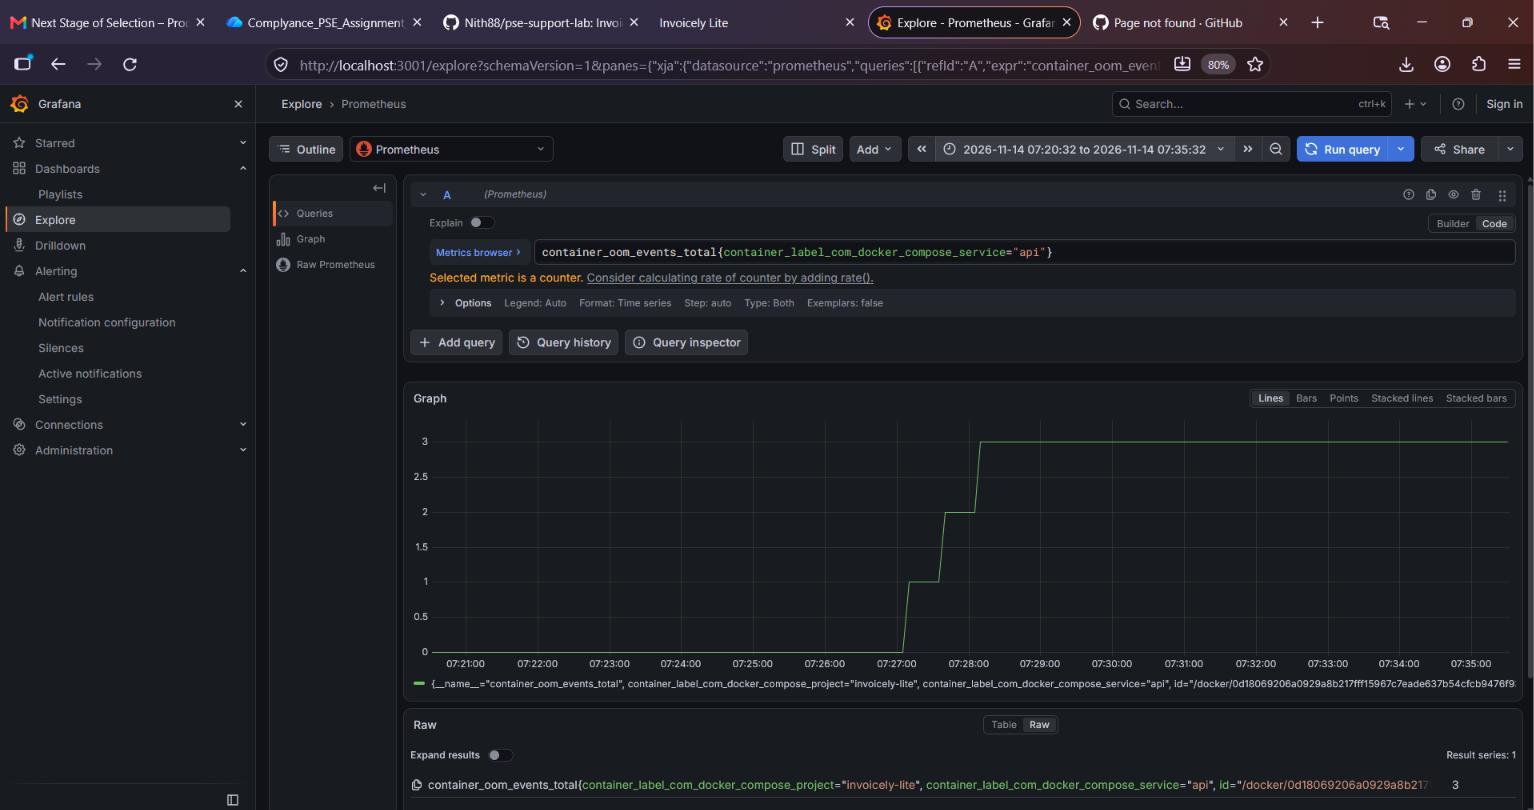 Next Stage of Selection – Pro
Complyance_PSE_Assignment
Nith88/pse-support-lab: Invoi
Invoicely Lite
Explore - Prometheus - Grafan
Page not found · GitHub
http://localhost:3001/explore?schemaVersion=1&panes={"xja":{"datasource":"prometheus","queries":[{"refId":"A","expr":"container_oom_event
80%
Grafana
Explore › Prometheus
Search...
ctrl+k
Sign in
Starred
Dashboards
Playlists
Explore
Drilldown
Alerting
Alert rules
Notification configuration
Silences
Active notifications
Settings
Connections
Administration
Outline
Prometheus
Split
Add
2026-11-14 07:20:32 to 2026-11-14 07:35:32
Run query
Share
Queries
Graph
Raw Prometheus
A (Prometheus)
Explain
Builder Code
Metrics browser ›
container_oom_events_total{container_label_com_docker_compose_service="api"}
Selected metric is a counter. Consider calculating rate of counter by adding rate().
Options Legend: Auto Format: Time series Step: auto Type: Both Exemplars: false
+ Add query
Query history
Query inspector
Graph
Lines Bars Points Stacked lines Stacked bars
3
2.5
2
1.5
1
0.5
0
07:21:00 07:22:00 07:23:00 07:24:00 07:25:00 07:26:00 07:27:00 07:28:00 07:29:00 07:30:00 07:31:00 07:32:00 07:33:00 07:34:00 07:35:00
{__name__="container_oom_events_total", container_label_com_docker_compose_project="invoicely-lite", container_label_com_docker_compose_service="api", id="/docker/0d18069206a0929a8b217fff15967c7eade637b54cfcb9476f9
Raw
Table Raw
Expand results
Result series: 1
container_oom_events_total{container_label_com_docker_compose_project="invoicely-lite", container_label_com_docker_compose_service="api", id="/docker/0d18069206a0929a8b217 3